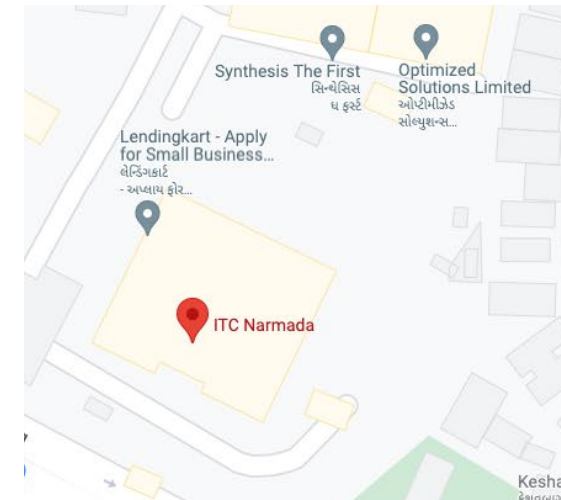 Synthesis The First
સિન્થેસિસ
ધ ફર્સ્ટ
Optimized
Solutions Limited
ઓપ્ટીમીઝેડ
સોલ્યુશન્સ...
Lendingkart - Apply
for Small Business...
લેન્ડિંગકાર્ટ
- અપ્લાય ફોર...
ITC Narmada
Kesha
કેશવબાગ